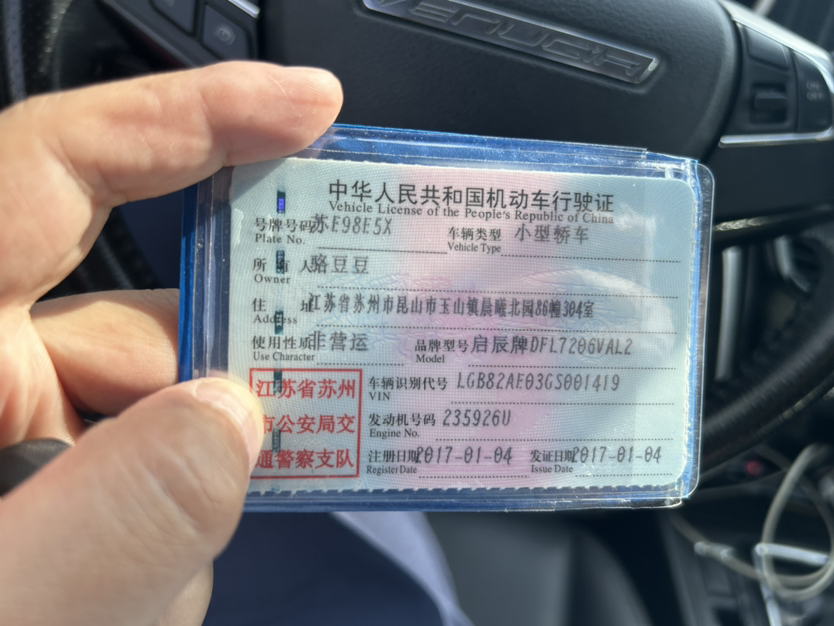 VENUCIA
中华人民共和国机动车行驶证
Vehicle License of the People's Republic of China
号牌号码 苏E98E5X 车辆类型 小型轿车
Plate No. Vehicle Type
所有人 骆豆豆
Owner
住址 江苏省苏州市昆山市玉山镇晨曦北园86幢304室
Address
使用性质 非营运 品牌型号 启辰牌DFL7206VAL2
Use Character Model
江苏省苏州
市公安局交
通警察支队
车辆识别代号 LGB82AE03GS001419
VIN
发动机号码 235926U
Engine No.
注册日期 2017-01-04 发证日期 2017-01-04
Register Date Issue Date